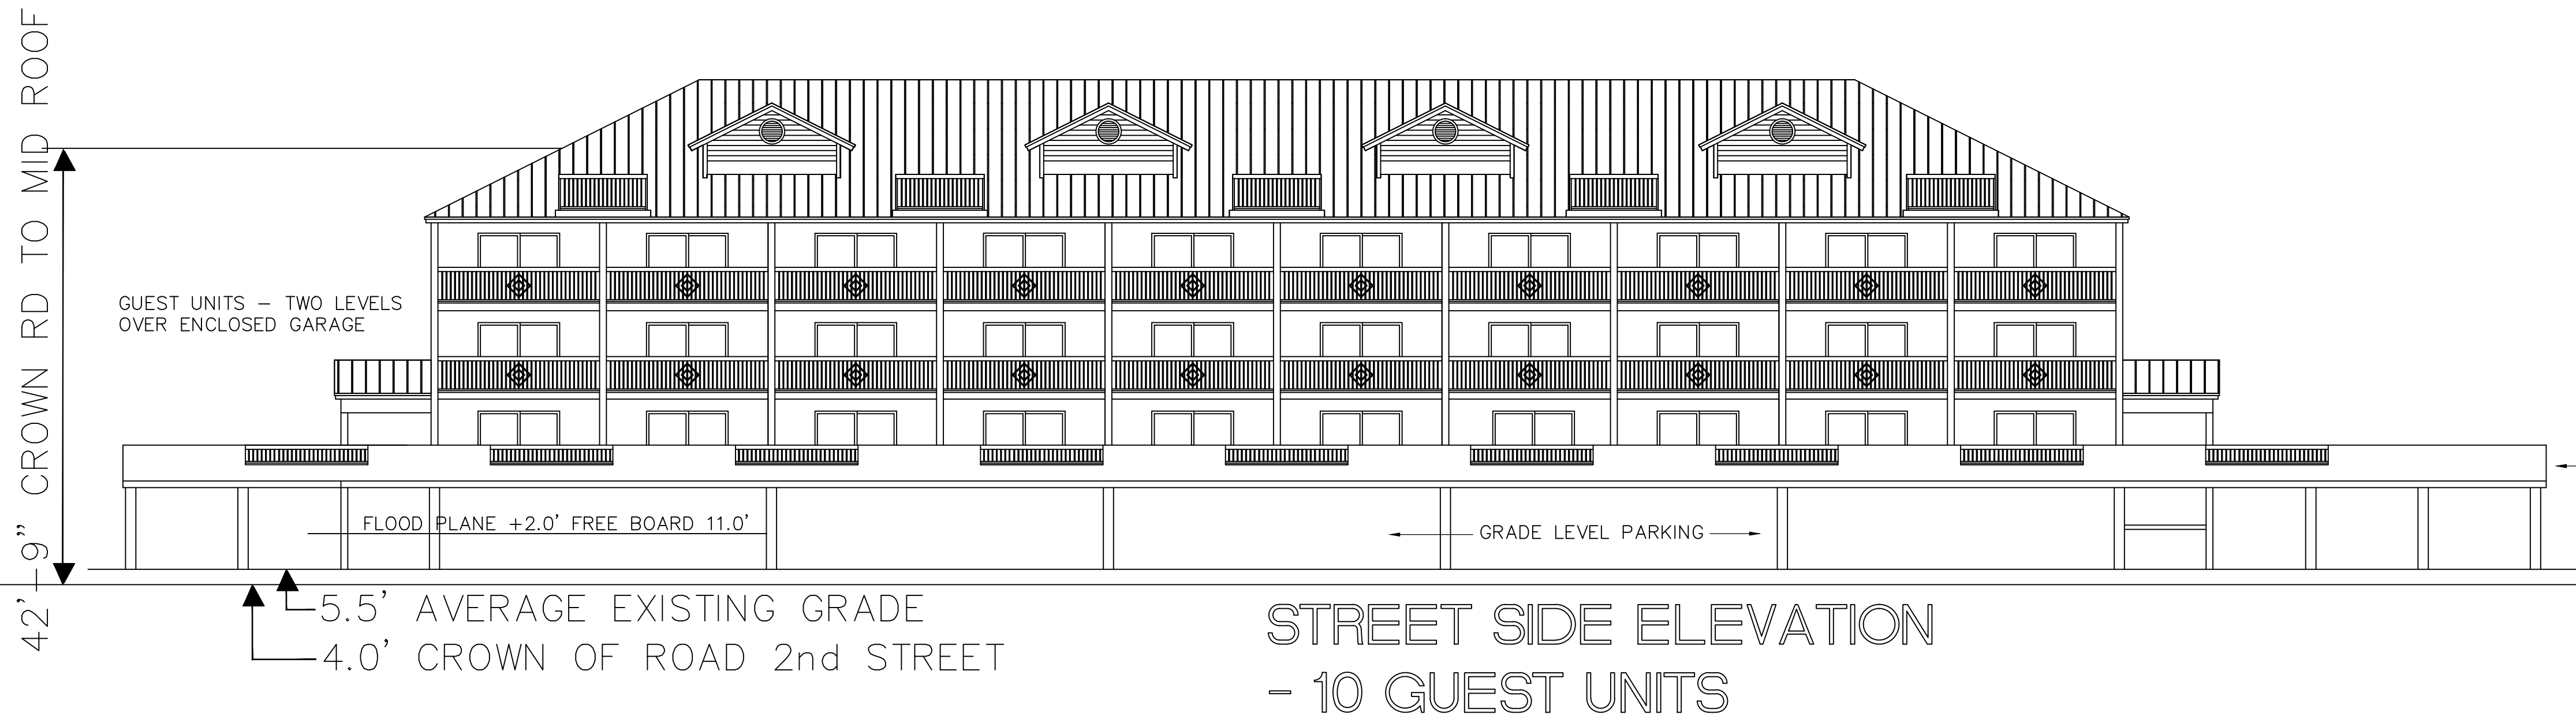 42'-9" CROWN RD TO MID ROOF
GUEST UNITS - TWO LEVELS
OVER ENCLOSED GARAGE
FLOOD PLANE +2.0' FREE BOARD 11.0'
GRADE LEVEL PARKING
5.5' AVERAGE EXISTING GRADE
4.0' CROWN OF ROAD 2nd STREET
STREET SIDE ELEVATION
- 10 GUEST UNITS